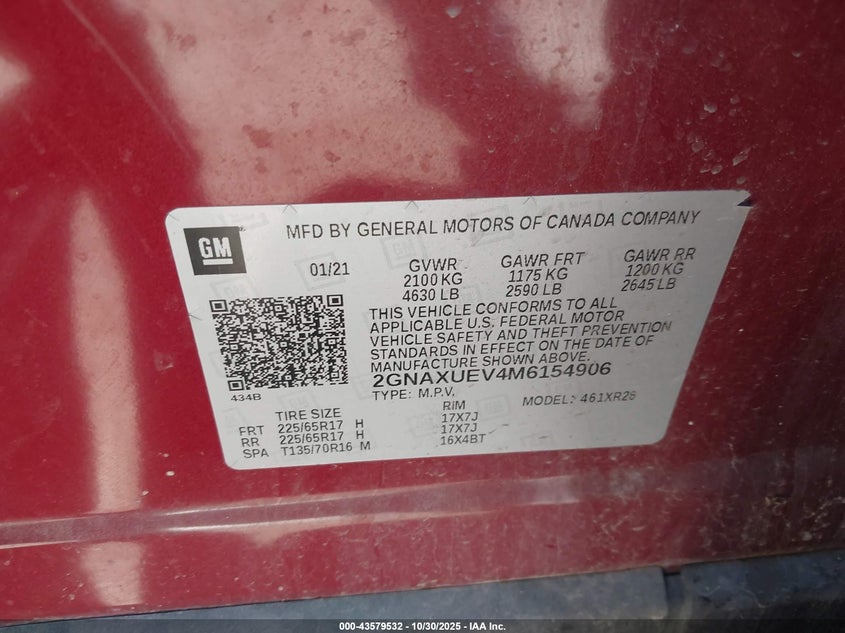 GM
MFD BY GENERAL MOTORS OF CANADA COMPANY
01/21 GVWR GAWR FRT GAWR RR
2100 KG 1175 KG 1200 KG
4630 LB 2590 LB 2645 LB
THIS VEHICLE CONFORMS TO ALL
APPLICABLE U.S. FEDERAL MOTOR
VEHICLE SAFETY AND THEFT PREVENTION
STANDARDS IN EFFECT ON THE DATE OF
MANUFACTURE SHOWN ABOVE.
2GNAXUEV4M6154906
434B TYPE: M.P.V. MODEL: 461XR26
TIRE SIZE RIM
FRT 225/65R17 H 17X7J
RR 225/65R17 H 17X7J
SPA T135/70R16 M 16X4BT
000-43579532 - 10/30/2025 - IAA Inc.